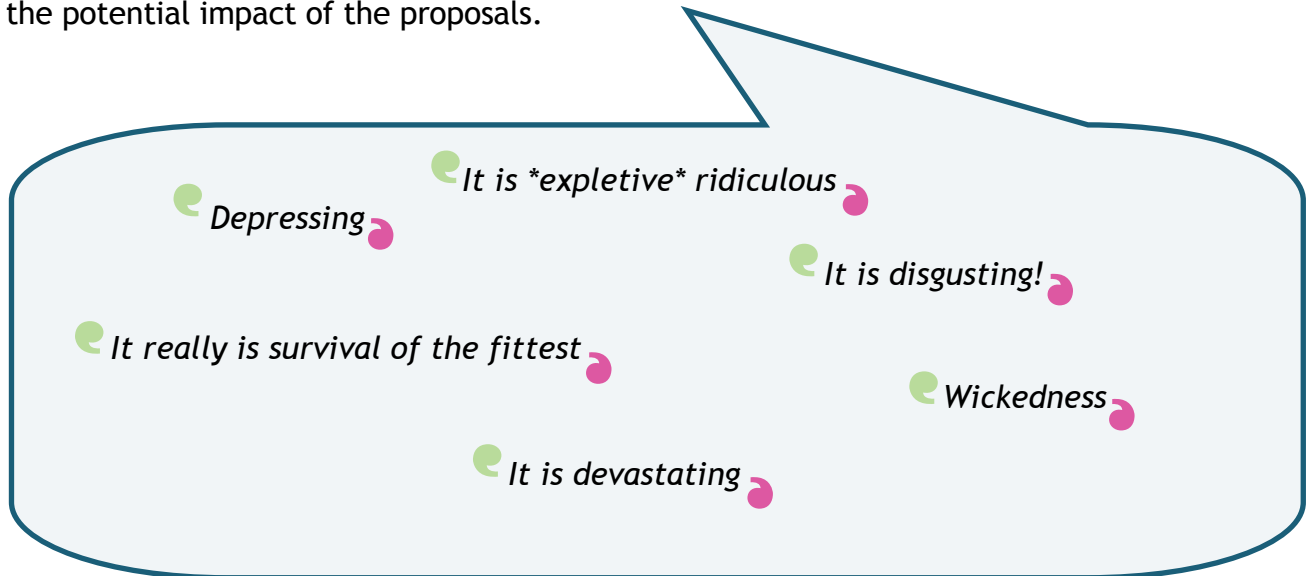 the potential impact of the proposals.
It is *expletive* ridiculous
Depressing
It is disgusting!
It really is survival of the fittest
Wickedness
It is devastating